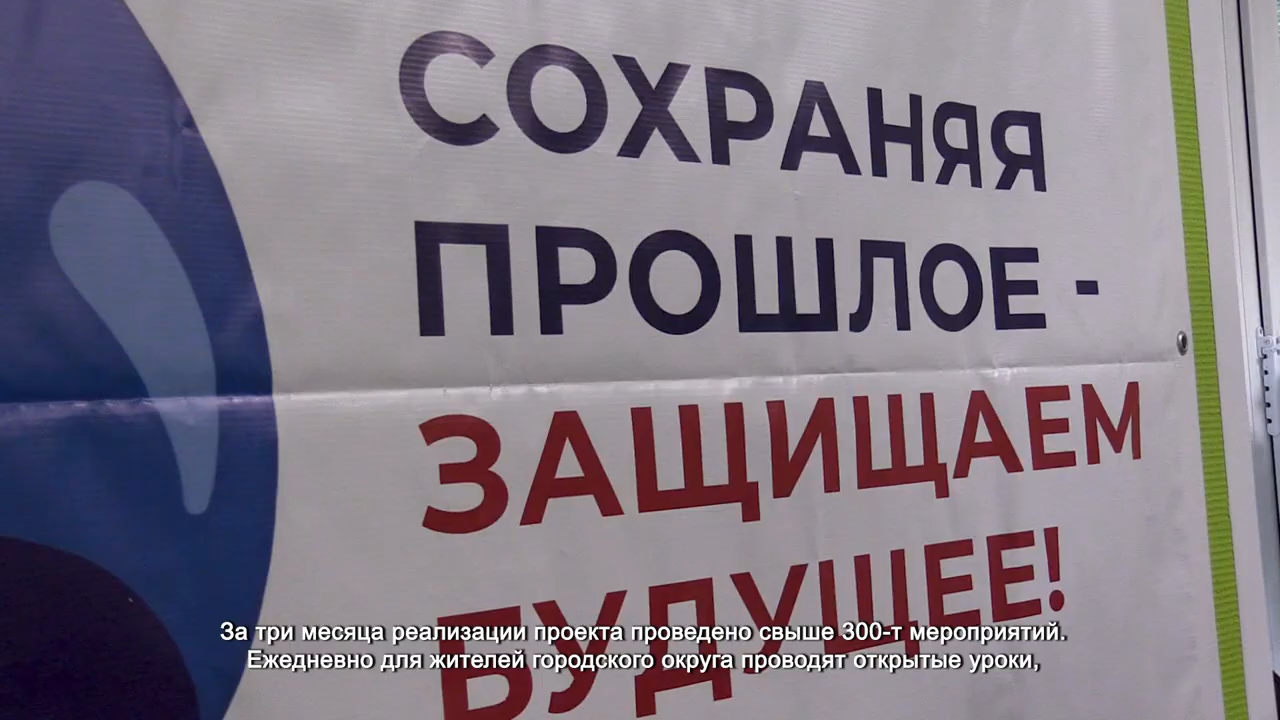 СОХРАНЯЯ
ПРОШЛОЕ -
ЗАЩИЩАЕМ
БУДУЩЕЕ!
За три месяца реализации проекта проведено свыше 300-т мероприятий.
Ежедневно для жителей городского округа проводят открытые уроки,